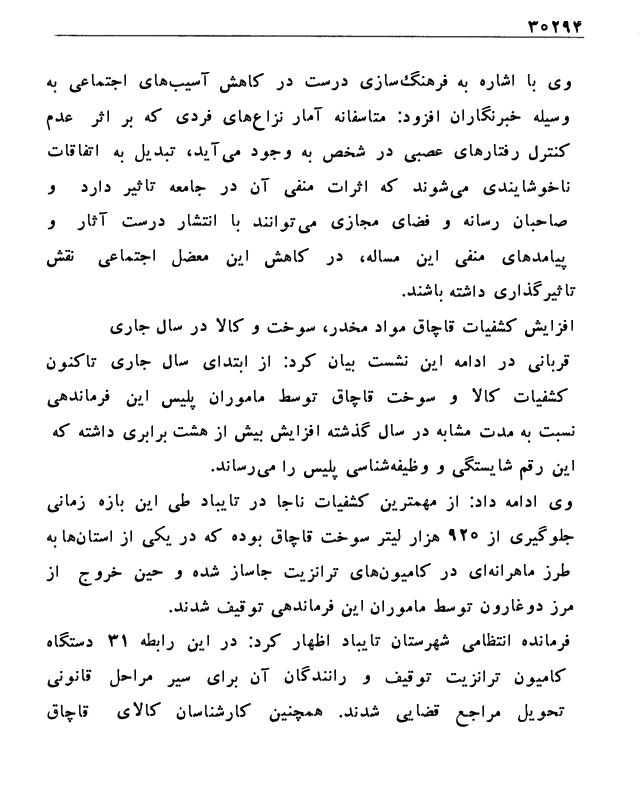 ۳۰۲۹۴
وی با اشاره به فرهنگ‌سازی درست در کاهش آسیب‌های اجتماعی به
وسیله خبرنگاران افزود: متاسفانه آمار نزاع‌های فردی که بر اثر عدم
کنترل رفتارهای عصبی در شخص به وجود می‌آید، تبدیل به اتفاقات
ناخوشایندی می‌شوند که اثرات منفی آن در جامعه تاثیر دارد و
صاحبان رسانه و فضای مجازی می‌توانند با انتشار درست آثار و
پیامدهای منفی این مساله، در کاهش این معضل اجتماعی نقش
تاثیرگذاری داشته باشند.
افزایش کشفیات قاچاق مواد مخدر، سوخت و کالا در سال جاری
قربانی در ادامه این نشست بیان کرد: از ابتدای سال جاری تاکنون
کشفیات کالا و سوخت قاچاق توسط ماموران پلیس این فرماندهی
نسبت به مدت مشابه در سال گذشته افزایش بیش از هشت برابری داشته که
این رقم شایستگی و وظیفه‌شناسی پلیس را می‌رساند.
وی ادامه داد: از مهمترین کشفیات ناجا در تایباد طی این بازه زمانی
جلوگیری از ۹۲۰ هزار لیتر سوخت قاچاق بوده که در یکی از استان‌ها به
طرز ماهرانه‌ای در کامیون‌های ترانزیت جاساز شده و حین خروج از
مرز دوغارون توسط ماموران این فرماندهی توقیف شدند.
فرمانده انتظامی شهرستان تایباد اظهار کرد: در این رابطه ۳۱ دستگاه
کامیون ترانزیت توقیف و رانندگان آن برای سیر مراحل قانونی
تحویل مراجع قضایی شدند. همچنین کارشناسان کالای قاچاق